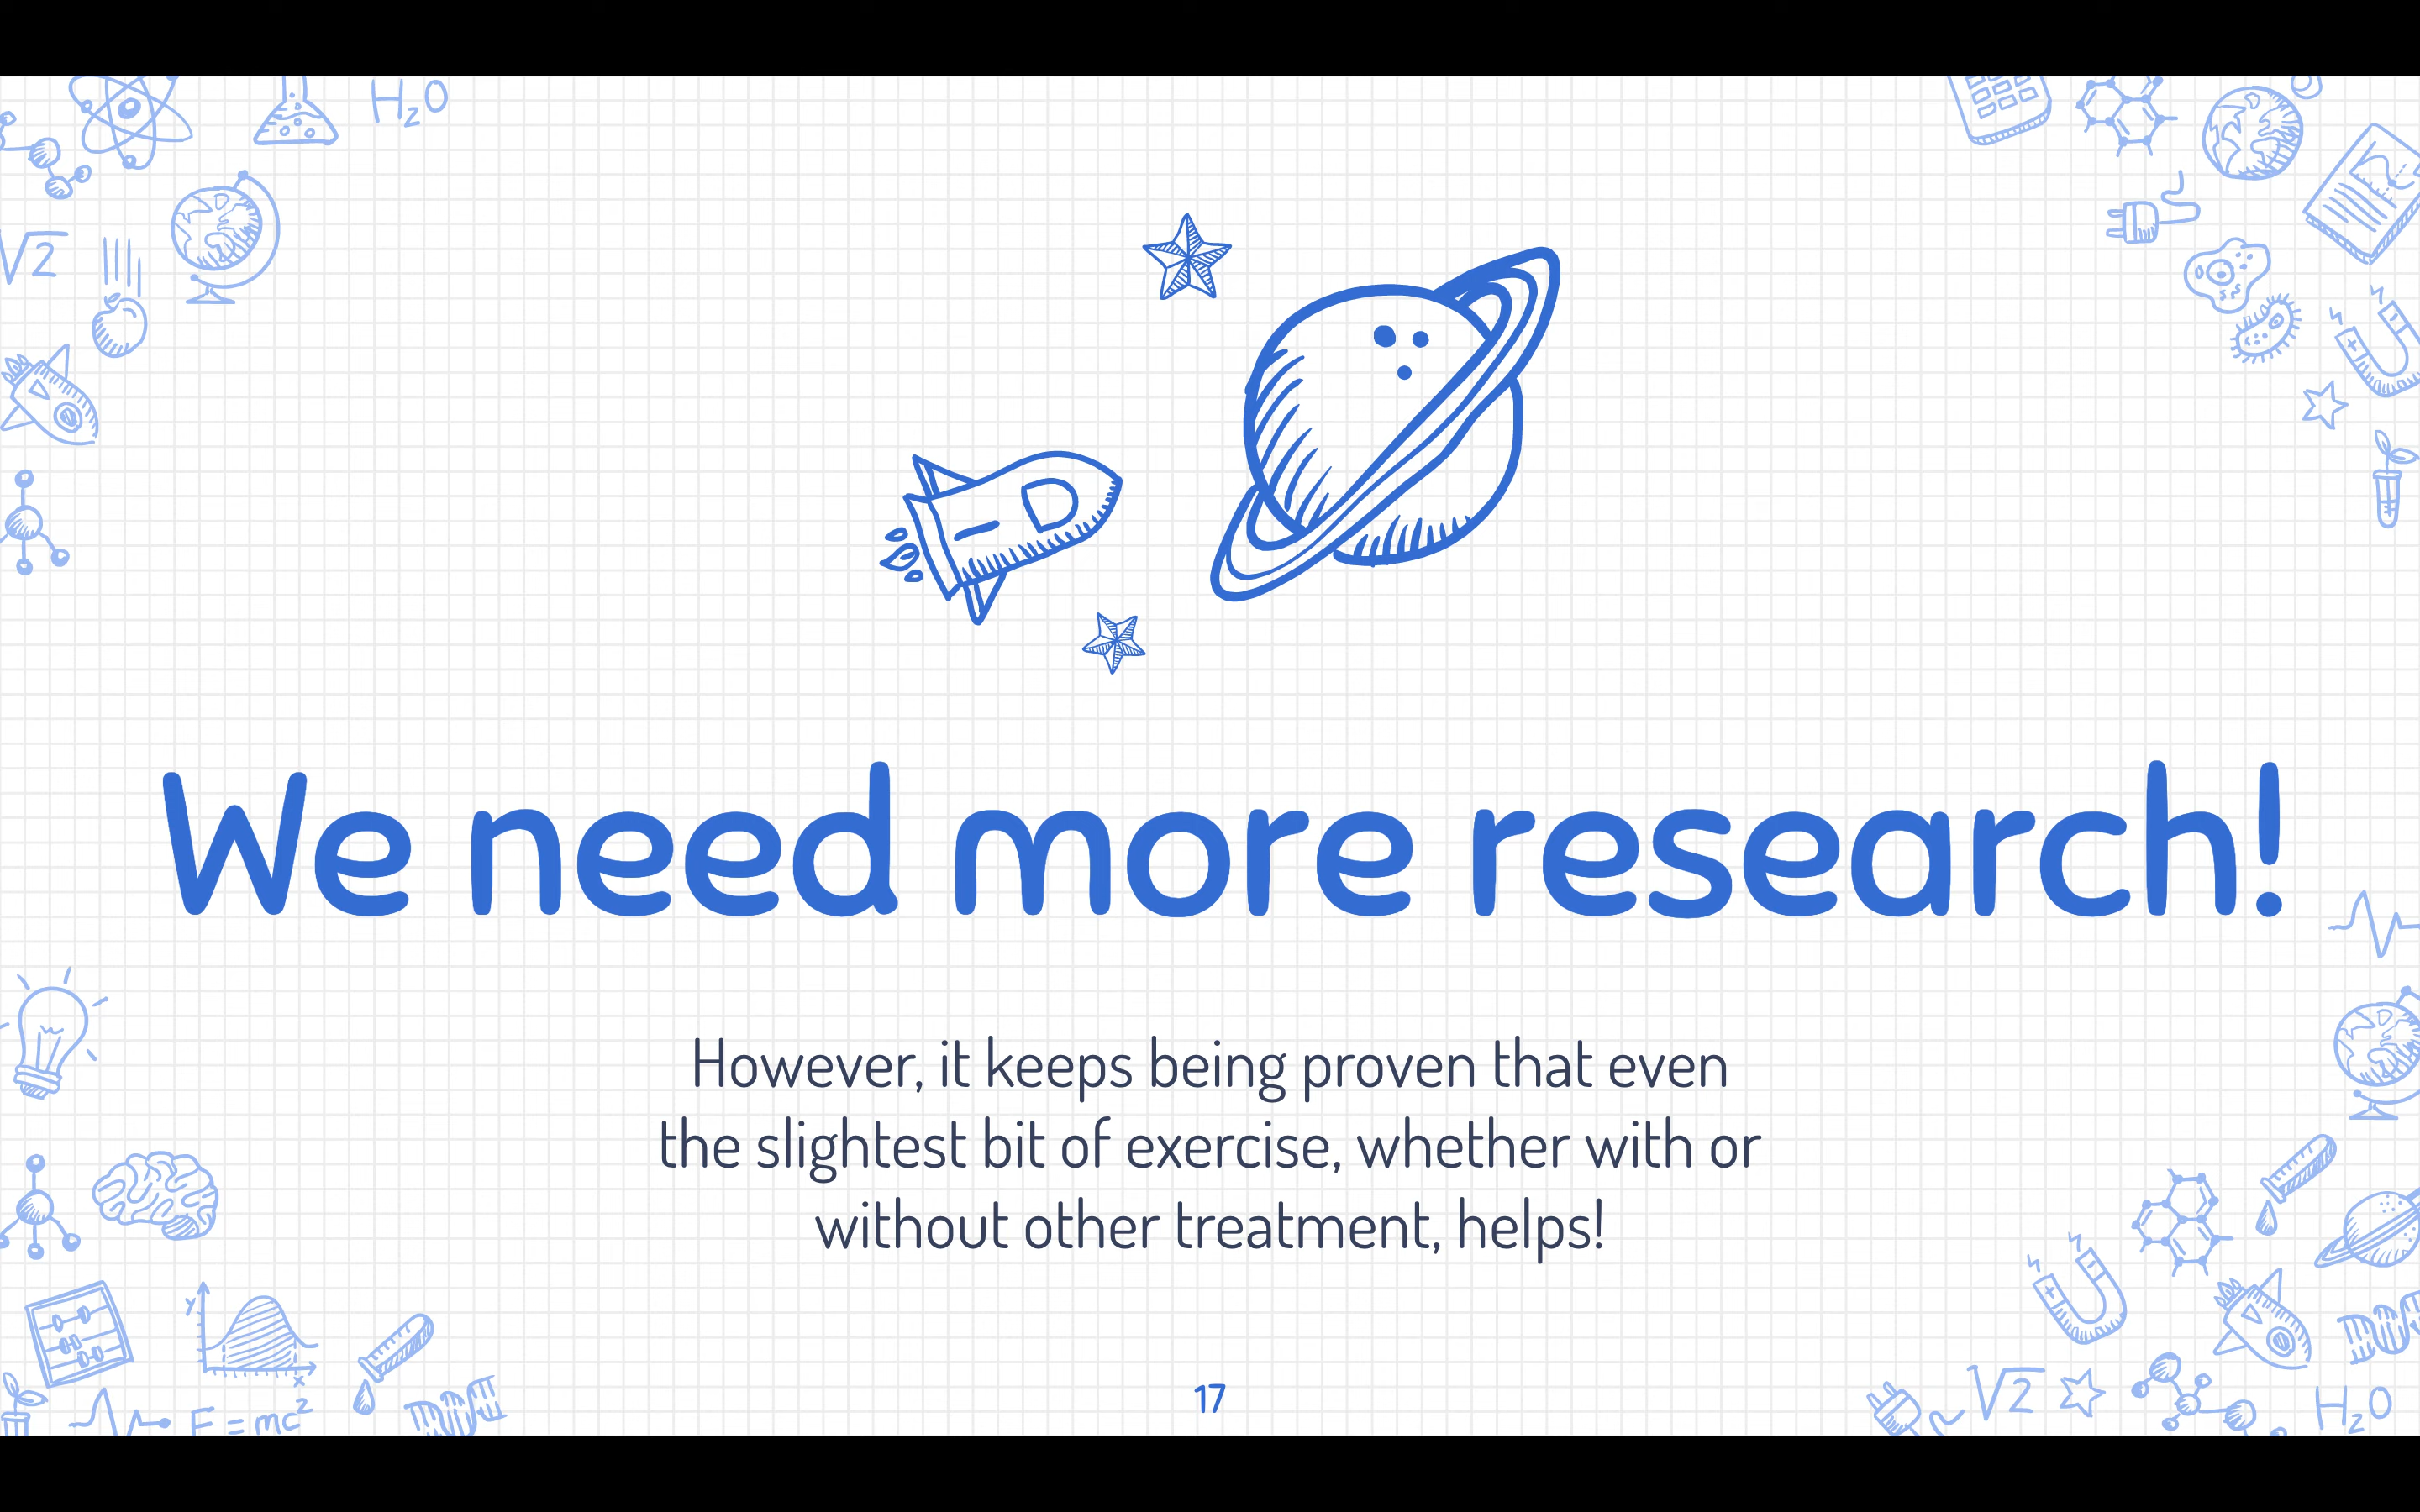 H₂O
√2
We need more research!
However, it keeps being proven that even
the slightest bit of exercise, whether with or
without other treatment, helps!
y
x
E=mc²
17
√2
H₂O